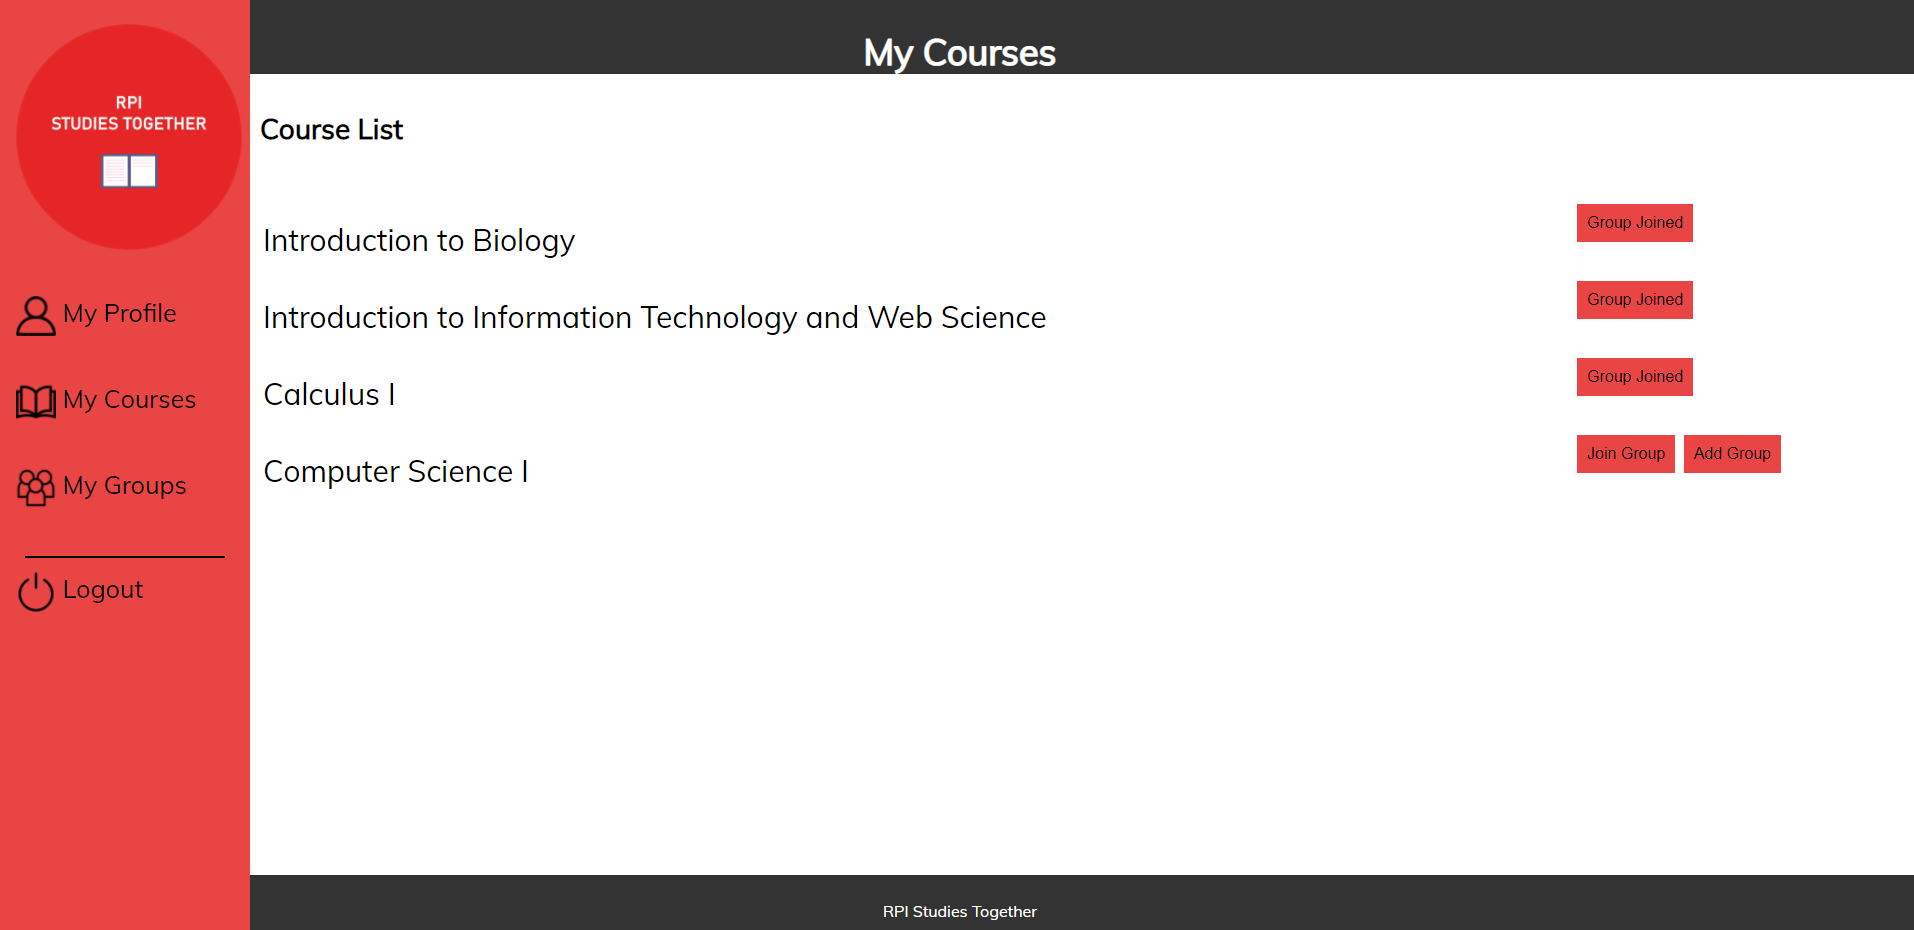 RPI
STUDIES TOGETHER
My Profile
My Courses
My Groups
Logout
My Courses
Course List
Introduction to Biology
Group Joined
Introduction to Information Technology and Web Science
Group Joined
Calculus I
Group Joined
Computer Science I
Join Group Add Group
RPI Studies Together